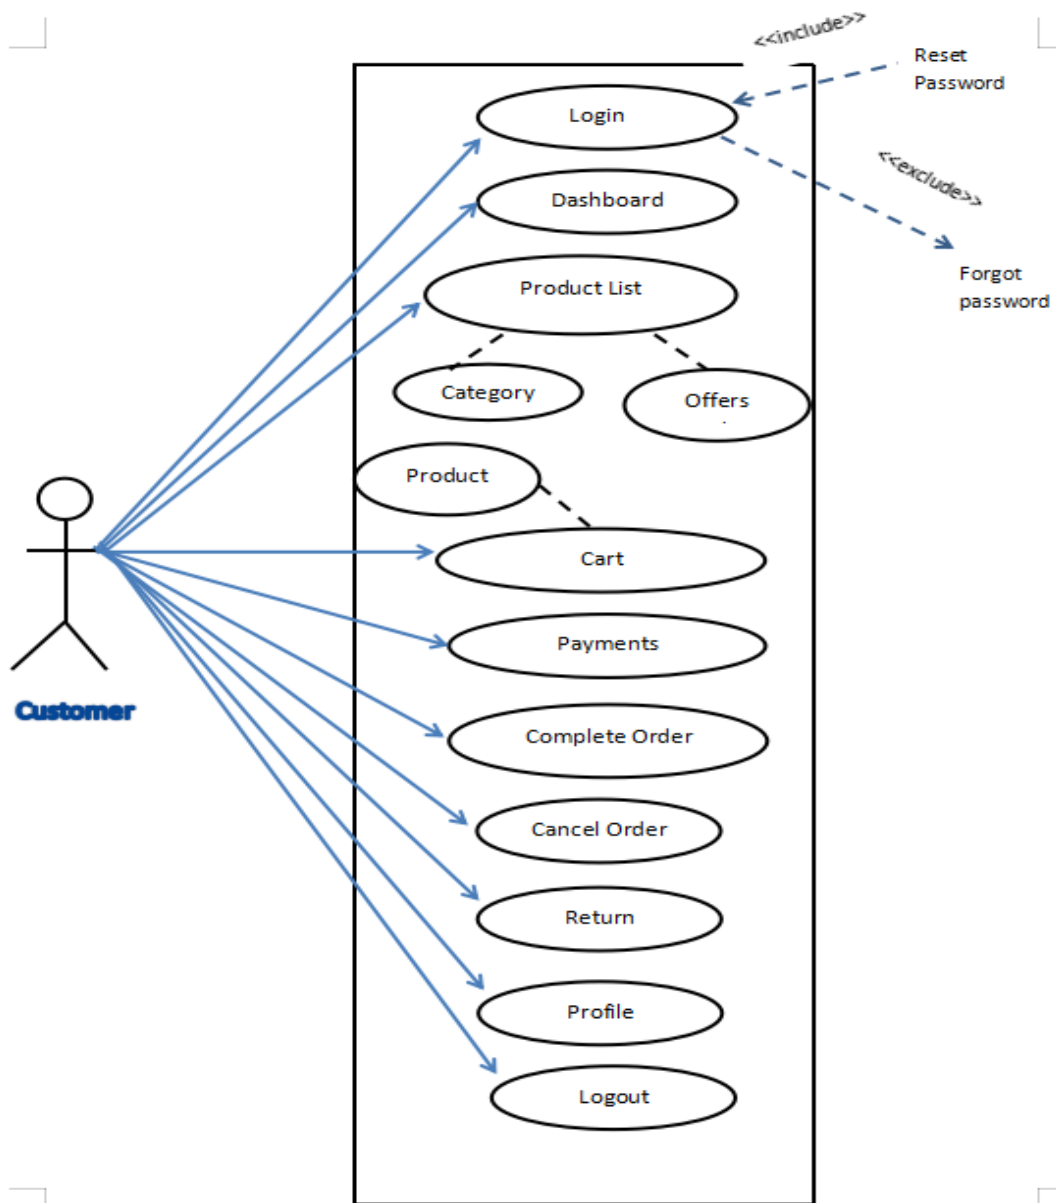 <<include>>
Reset
Password
Login
<<exclude>>
Dashboard
Forgot
password
Product List
Category
Offers
Product
Cart
Payments
Customer
Complete Order
Cancel Order
Return
Profile
Logout